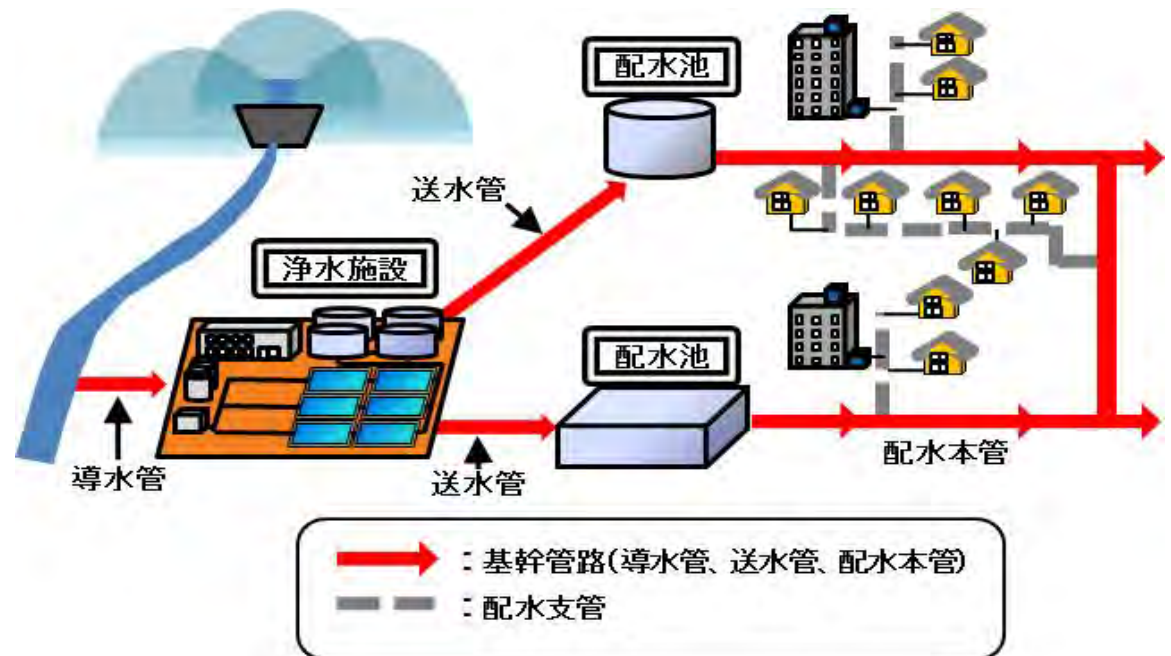 配水池
送水管
浄水施設
配水池
導水管
送水管
配水本管
：基幹管路(導水管、送水管、配水本管)
：配水支管